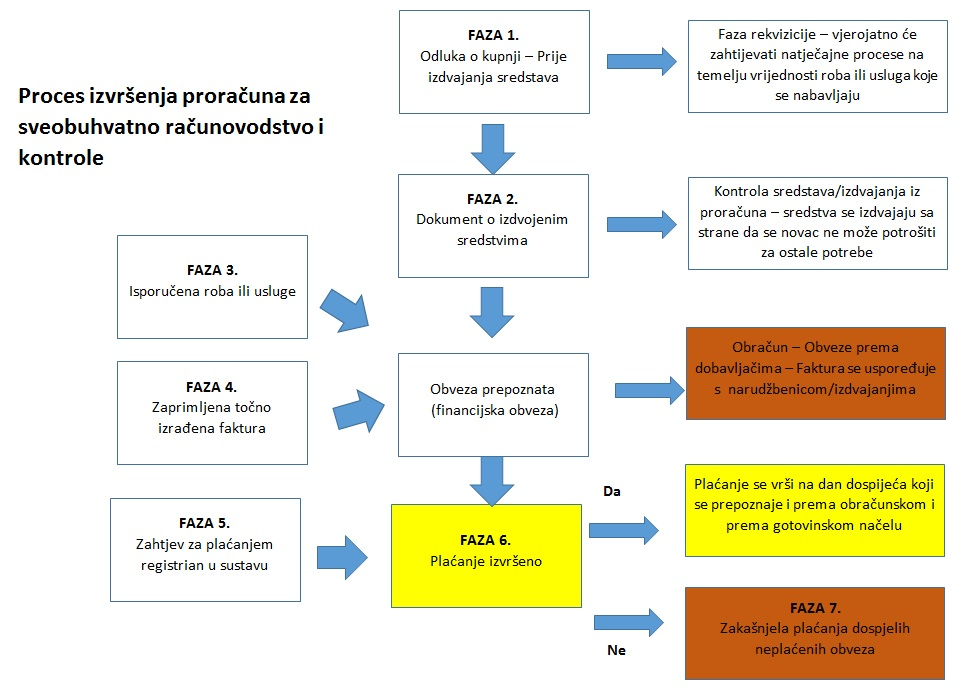 Proces izvršenja proračuna za
sveobuhvatno računovodstvo i
kontrole
FAZA 1.
Odluka o kupnji – Prije
izdvajanja sredstava
Faza rekvizicije – vjerojatno će
zahtijevati natječajne procese na
temelju vrijednosti roba ili usluga koje
se nabavljaju
FAZA 2.
Dokument o izdvojenim
sredstvima
Kontrola sredstava/izdvajanja iz
proračuna – sredstva se izdvajaju sa
strane da se novac ne može potrošiti
za ostale potrebe
FAZA 3.
Isporučena roba ili usluge
FAZA 4.
Zaprimljena točno
izrađena faktura
Obveza prepoznata
(financijska obveza)
Obračun – Obveze prema
dobavljačima – Faktura se uspoređuje
s narudžbenicom/izdvajanjima
FAZA 5.
Zahtjev za plaćanjem
registrian u sustavu
FAZA 6.
Plaćanje izvršeno
Da
Plaćanje se vrši na dan dospijeća koji
se prepoznaje i prema obračunskom i
prema gotovinskom načelu
Ne
FAZA 7.
Zakašnjela plaćanja dospjelih
neplaćenih obveza